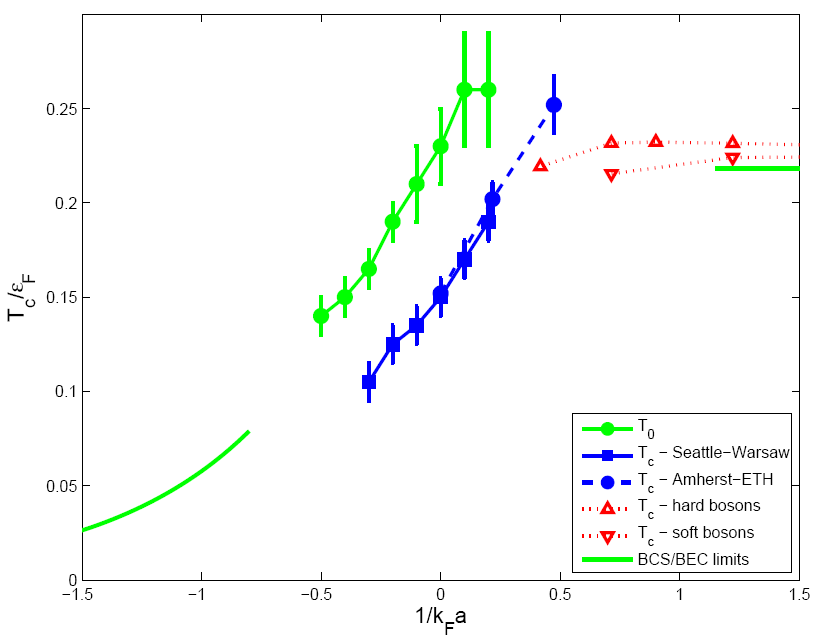 0.25
0.2
0.15
0.1
0.05
0
T_c/ε_F
−1.5
−1
−0.5
0
0.5
1
1.5
1/k_Fa
T_0
T_c − Seattle−Warsaw
T_c − Amherst−ETH
T_c − hard bosons
T_c − soft bosons
BCS/BEC limits